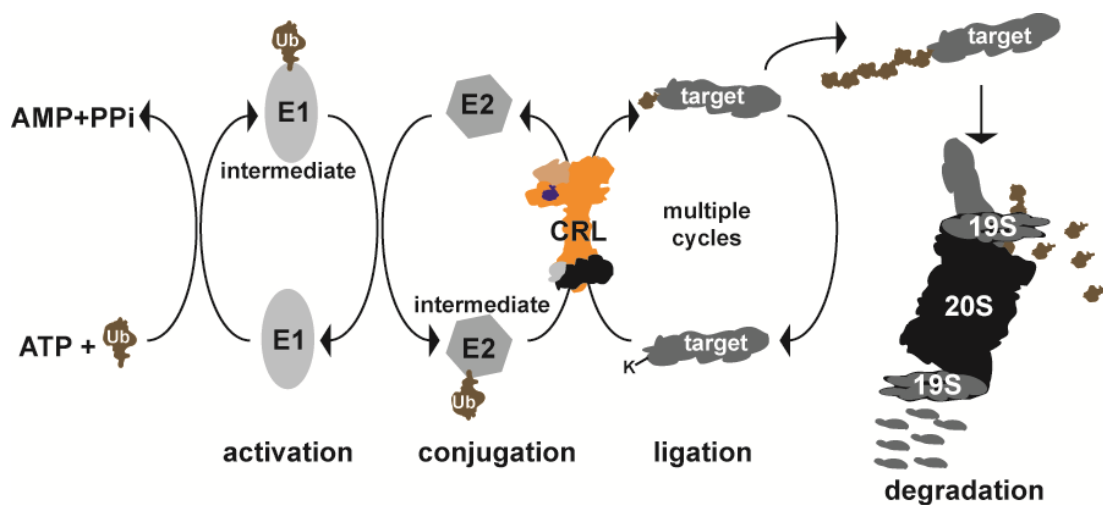 Ub
E1
intermediate
AMP+PPi
E2
target
target
CRL
multiple
cycles
19S
20S
19S
ATP +
Ub
E1
intermediate
E2
Ub
K
target
activation
conjugation
ligation
degradation